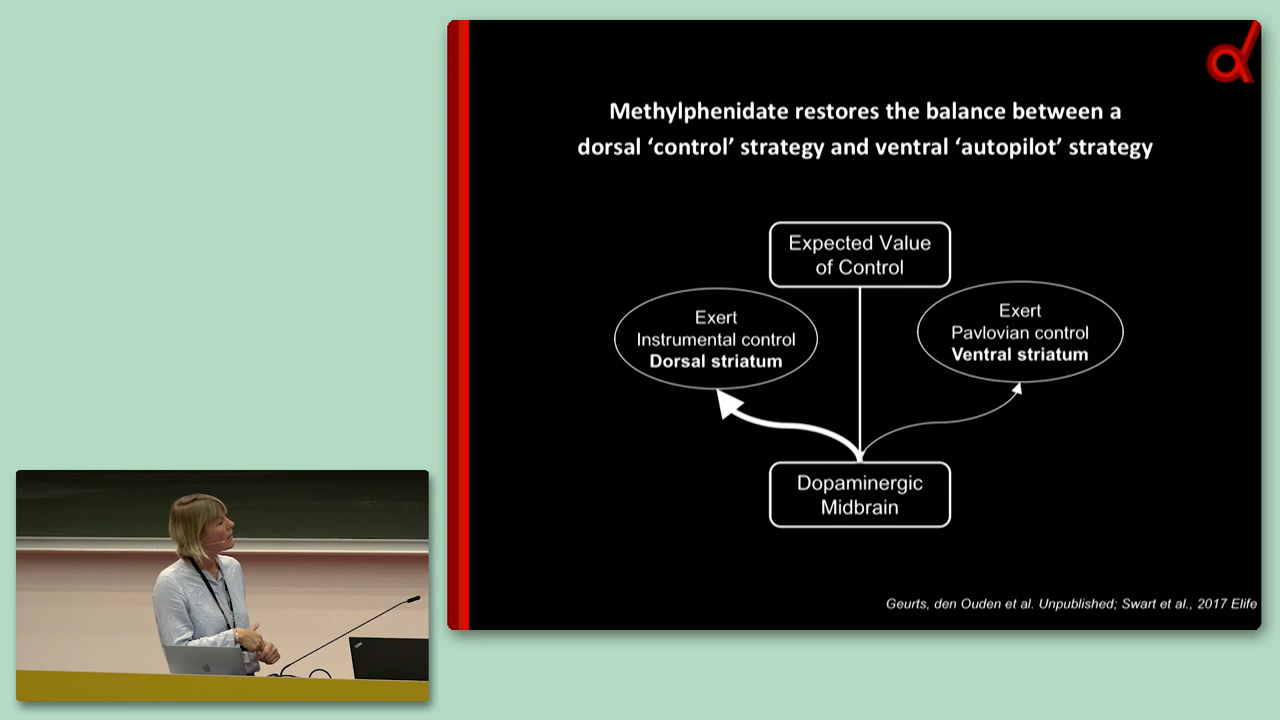 Methylphenidate restores the balance between a
dorsal ‘control’ strategy and ventral ‘autopilot’ strategy
Expected Value
of Control
Exert
Instrumental control
Dorsal striatum
Exert
Pavlovian control
Ventral striatum
Dopaminergic
Midbrain
Geurts, den Ouden et al. Unpublished; Swart et al., 2017 Elife